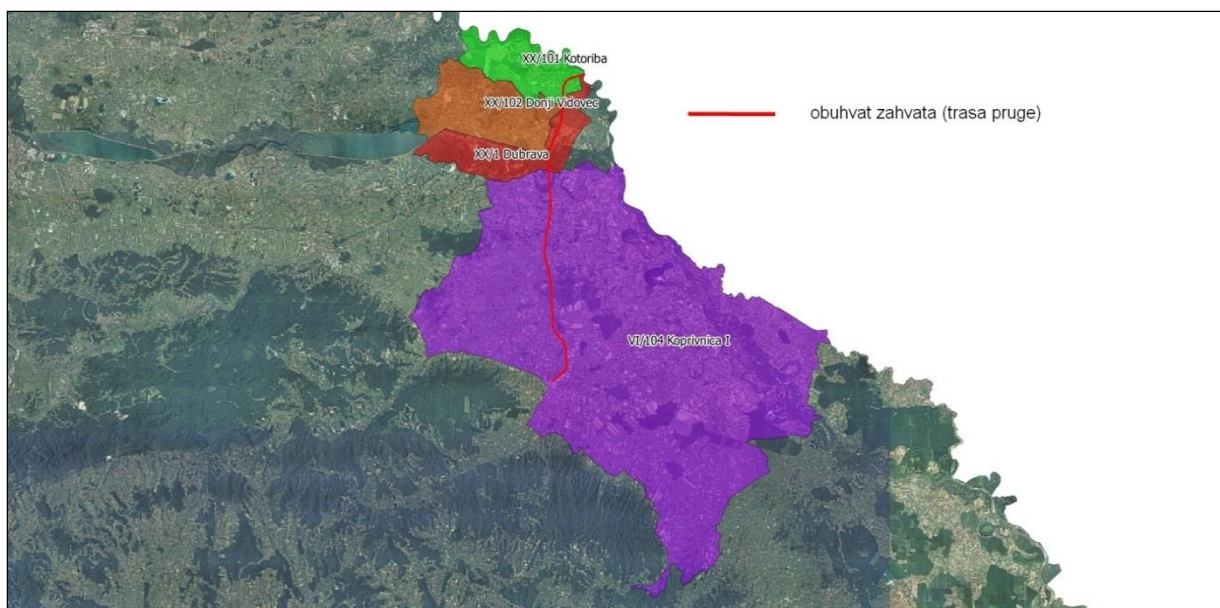 XX/101 Kotoriba
XX/102 Donji Vidovec
obuhvat zahvata (trasa pruge)
XX/1 Dubrava
VI/104 Koprivnica I